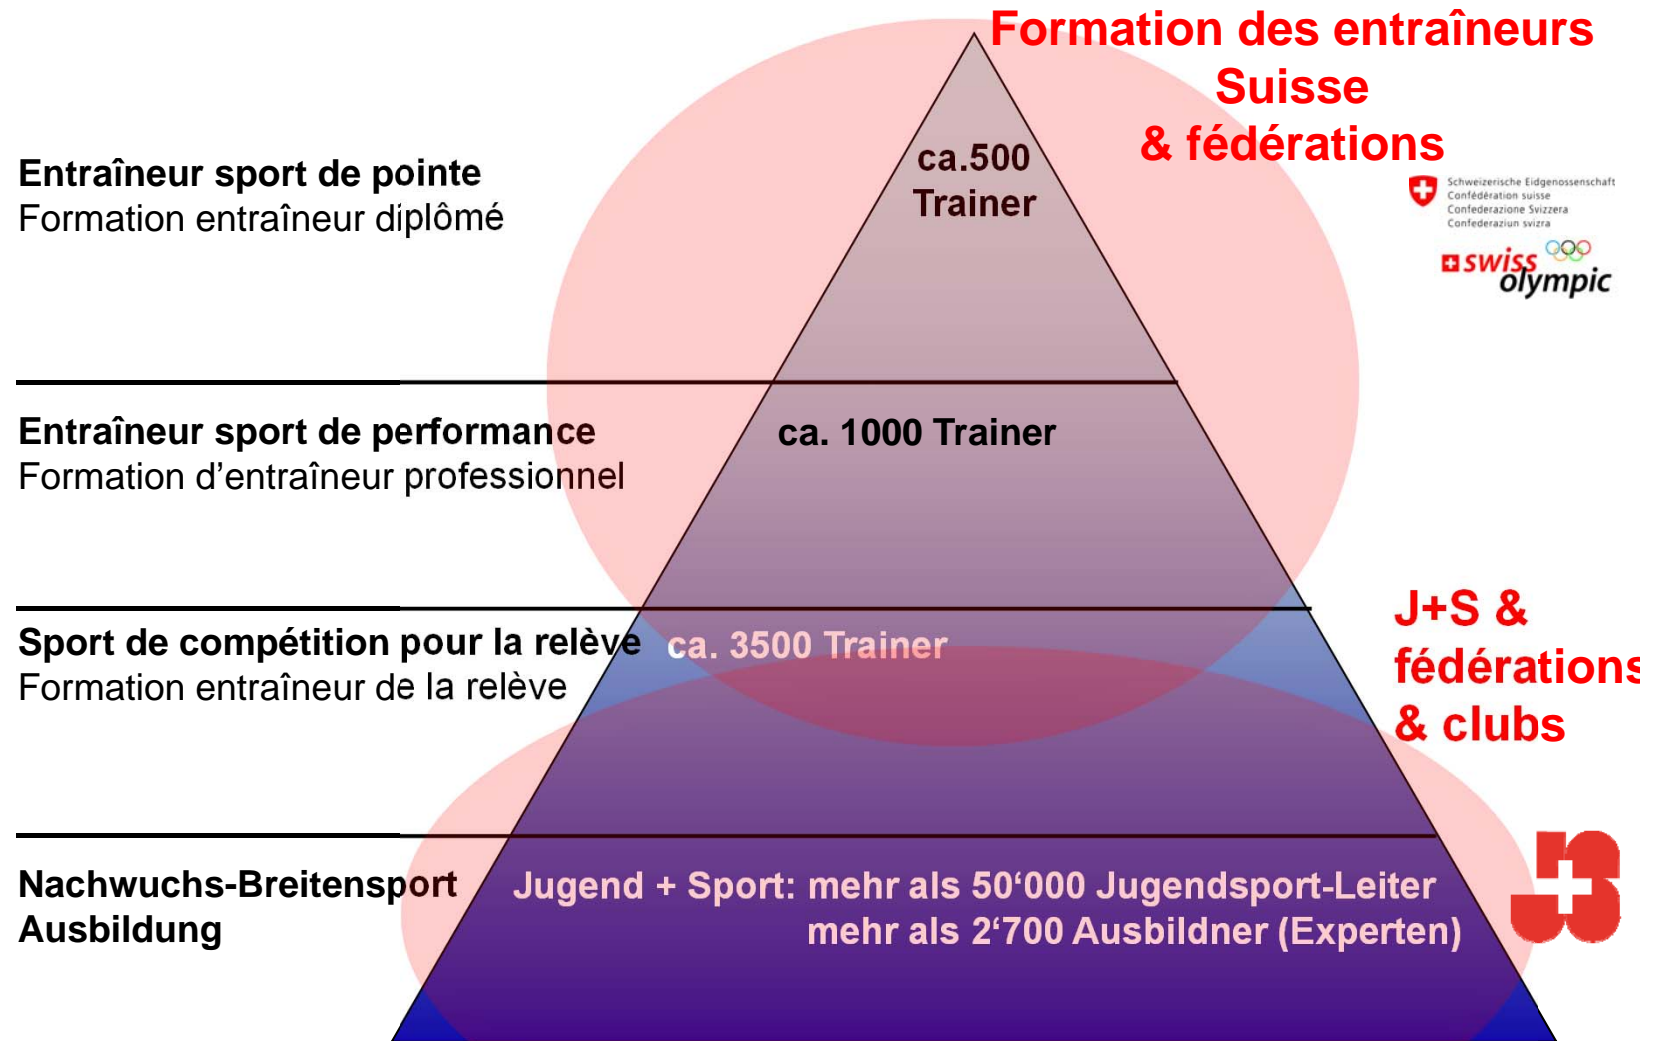 Formation des entraîneurs
Suisse
& fédérations
Entraîneur sport de pointe
Formation entraîneur diplômé
ca.500
Trainer
Schweizerische Eidgenossenschaft
Confédération suisse
Confederazione Svizzera
Confederaziun svizra
swiss
olympic
Entraîneur sport de performance
Formation d’entraîneur professionnel
ca. 1000 Trainer
Sport de compétition pour la relève
Formation entraîneur de la relève
ca. 3500 Trainer
J+S &
fédérations
& clubs
Nachwuchs-Breitensport
Ausbildung
Jugend + Sport: mehr als 50‘000 Jugendsport-Leiter
mehr als 2‘700 Ausbildner (Experten)
JS